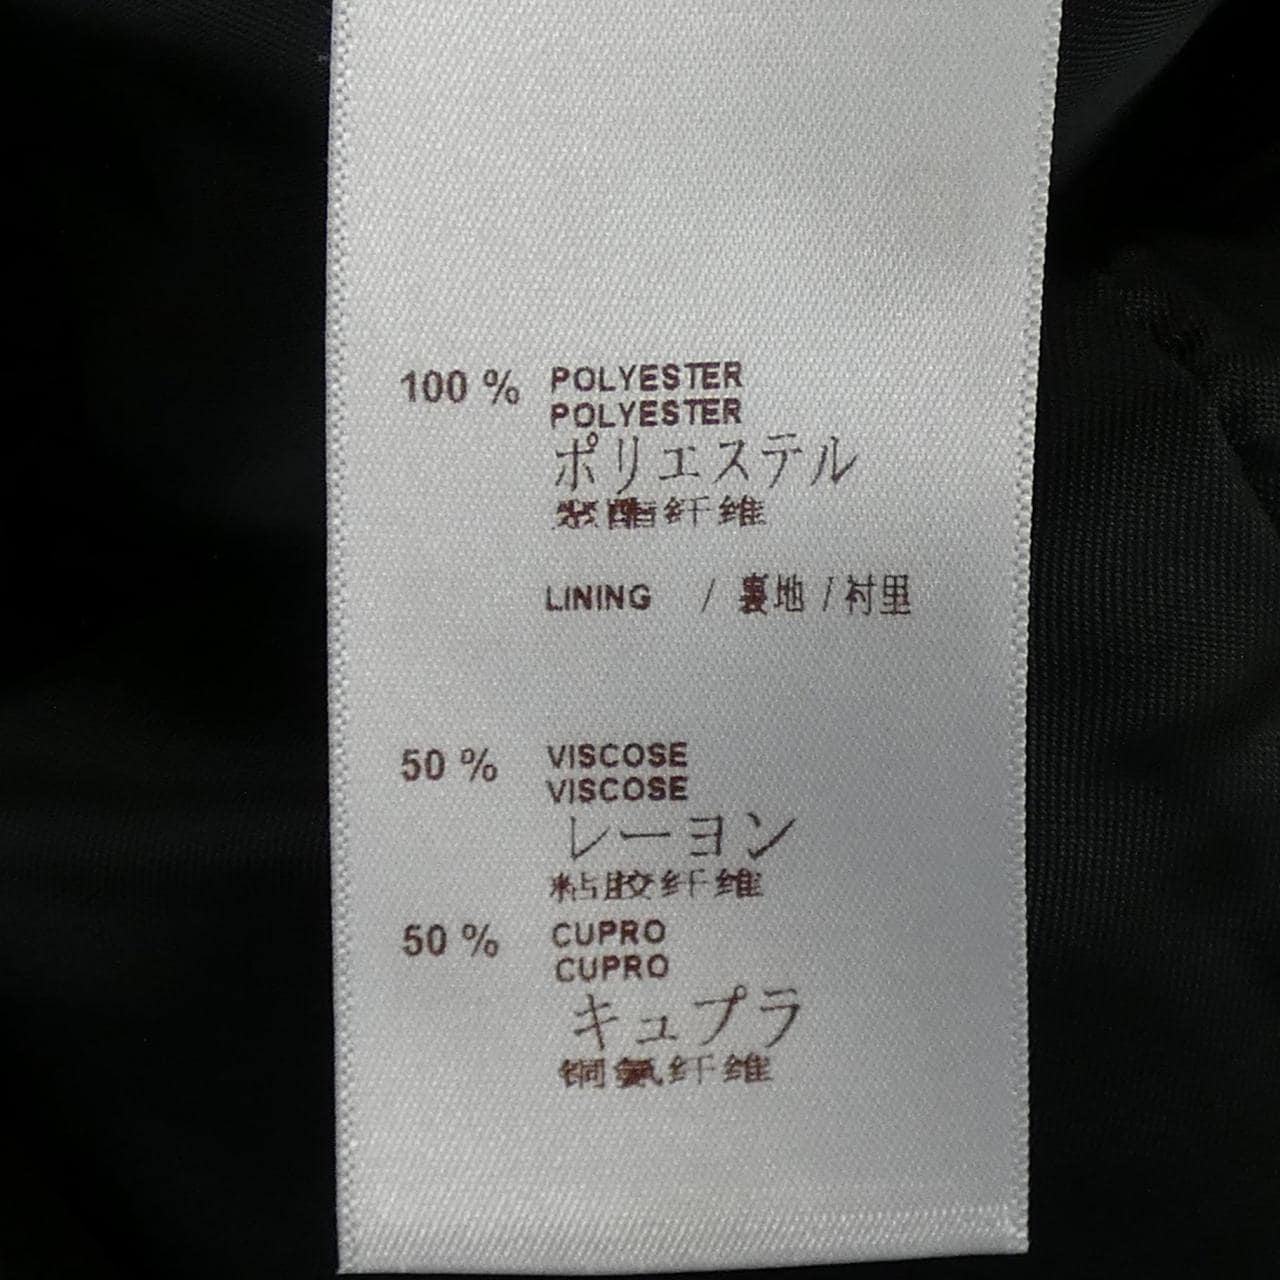 100 % POLYESTER
POLYESTER
ポリエステル
聚酯纤维
LINING / 裏地 / 衬里
50 % VISCOSE
VISCOSE
レーヨン
粘胶纤维
50 % CUPRO
CUPRO
キュプラ
铜氨纤维